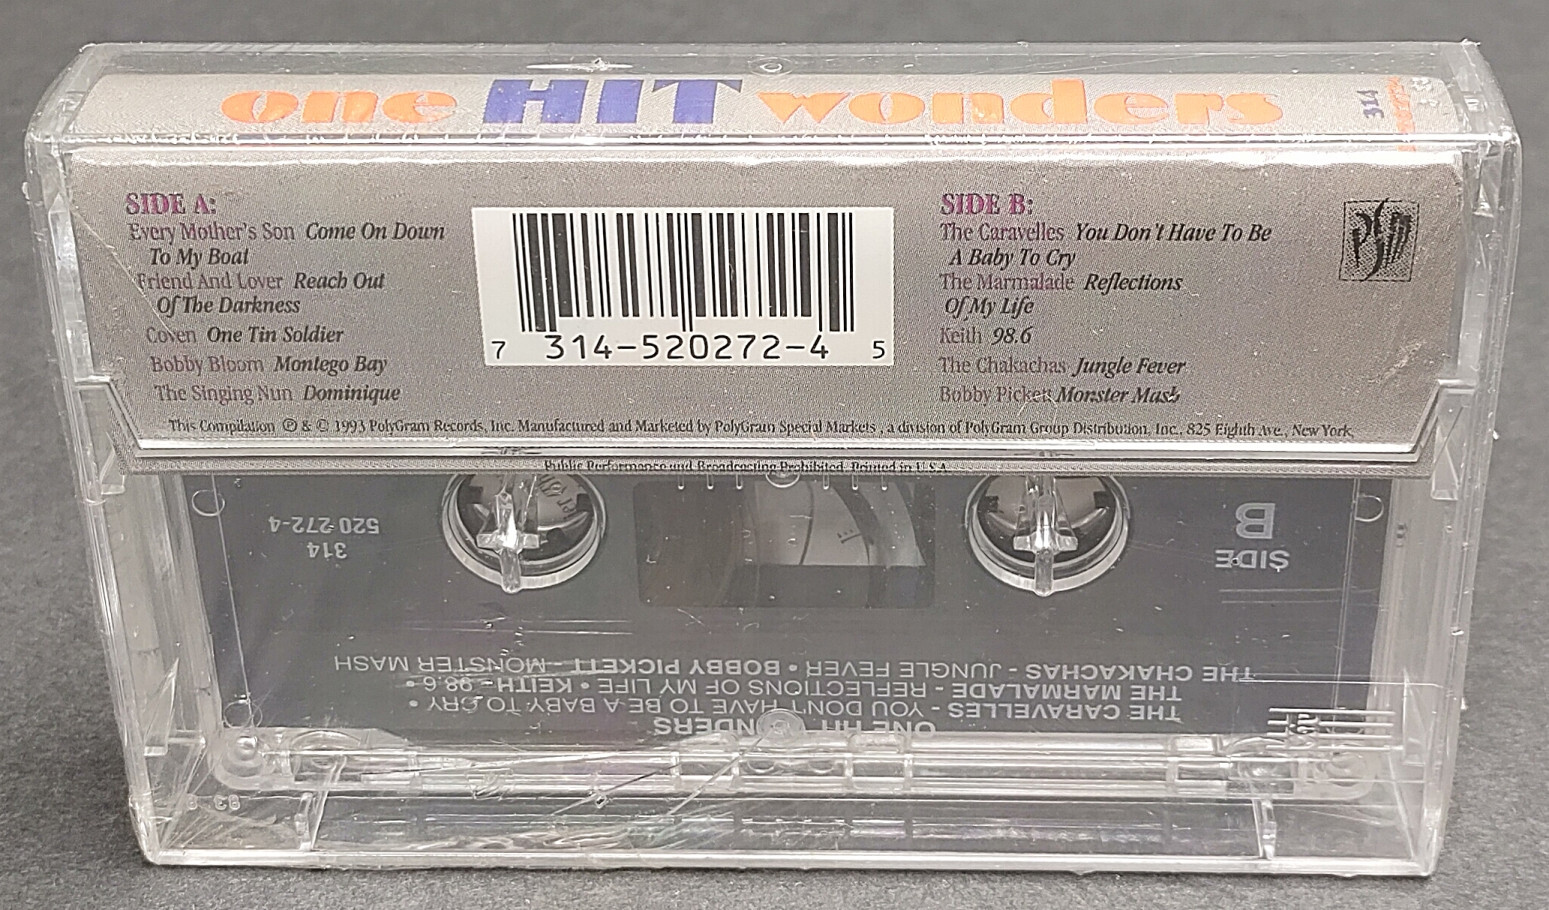 one HIT wonders
314
SIDE A:
Every Mother's Son Come On Down
To My Boat
Friend And Lover Reach Out
Of The Darkness
Coven One Tin Soldier
Bobby Bloom Montego Bay
The Singing Nun Dominique
7 314-520272-4 5
SIDE B:
The Caravelles You Don't Have To Be
A Baby To Cry
The Marmalade Reflections
Of My Life
Keith 98.6
The Chakachas Jungle Fever
Bobby Pickett Monster Mash
PSM
This Compilation ℗ & © 1993 PolyGram Records, Inc. Manufactured and Marketed by PolyGram Special Markets, a division of PolyGram Group Distribution, Inc., 825 Eighth Ave., New York,
Public Performance and Broadcasting Prohibited. Printed in U.S.A.
ONE HIT WONDERS
THE CARAVELLES - YOU DON'T HAVE TO BE A BABY TO CRY •
THE MARMALADE - REFLECTIONS OF MY LIFE • KEITH - 98.6 •
THE CHAKACHAS - JUNGLE FEVER • BOBBY PICKETT - MONSTER MASH
SIDE
B
314
520 272-4